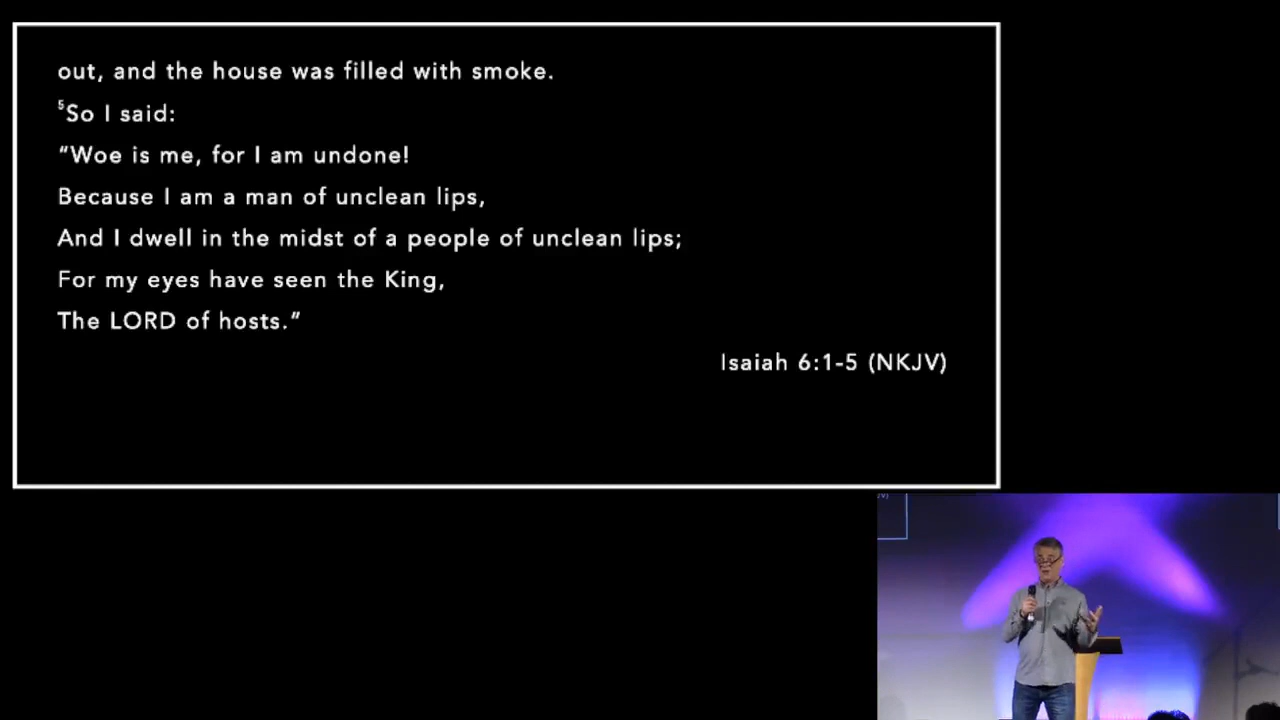 out, and the house was filled with smoke.
⁵So I said:
“Woe is me, for I am undone!
Because I am a man of unclean lips,
And I dwell in the midst of a people of unclean lips;
For my eyes have seen the King,
The LORD of hosts.”
Isaiah 6:1-5 (NKJV)